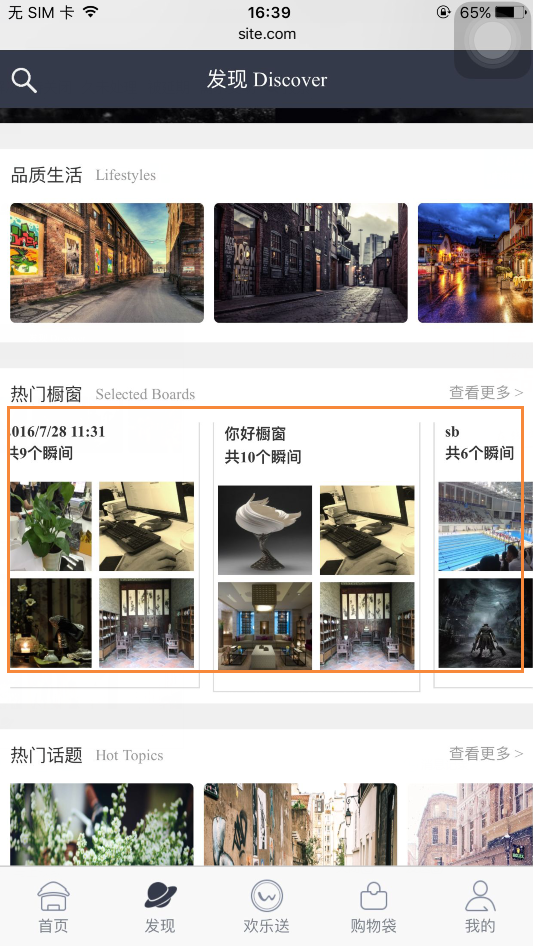 无 SIM 卡 16:39 65%
site.com
发现 Discover
品质生活 Lifestyles
热门橱窗 Selected Boards 查看更多 >
016/7/28 11:31
共9个瞬间
你好橱窗
共10个瞬间
sb
共6个瞬间
热门话题 Hot Topics 查看更多 >
首页 发现 欢乐送 购物袋 我的